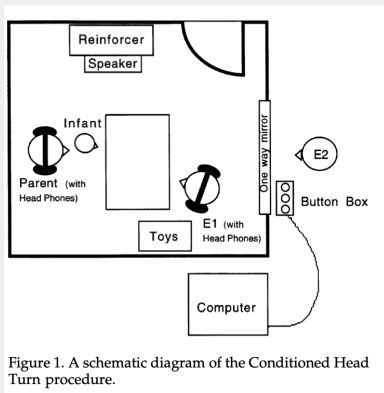 Reinforcer
Speaker
Infant
Parent (with
Head Phones)
One way mirror
E2
Button Box
E1 (with
Head Phones)
Toys
Computer
Figure 1. A schematic diagram of the Conditioned Head
Turn procedure.